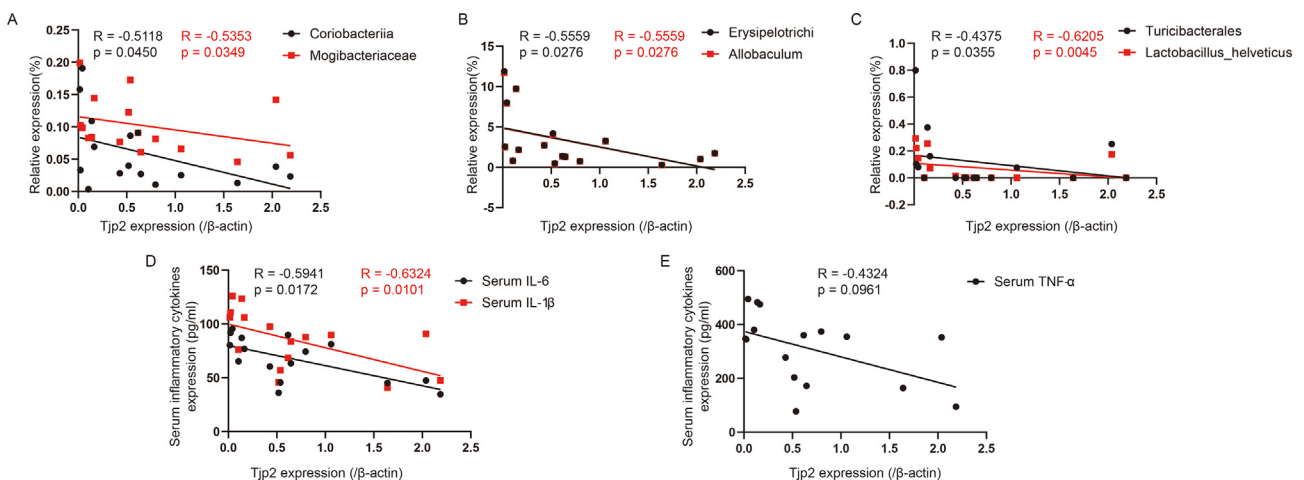 A
R = -0.5118
p = 0.0450
R = -0.5353
p = 0.0349
Coriobacteriia
Mogibacteriaceae
Relative expression(%)
0.25
0.20
0.15
0.10
0.05
0.00
0.0 0.5 1.0 1.5 2.0 2.5
Tjp2 expression (/β-actin)
B
R = -0.5559
p = 0.0276
R = -0.5559
p = 0.0276
Erysipelotrichi
Allobaculum
Relative expression(%)
15
10
5
0
-5
0.0 0.5 1.0 1.5 2.0 2.5
Tjp2 expression (/β-actin)
C
R = -0.4375
p = 0.0355
R = -0.6205
p = 0.0045
Turicibacterales
Lactobacillus_helveticus
Relative expression(%)
1.0
0.8
0.6
0.4
0.2
0.0
-0.2
0.0 0.5 1.0 1.5 2.0 2.5
Tjp2 expression (/β-actin)
D
R = -0.5941
p = 0.0172
R = -0.6324
p = 0.0101
Serum IL-6
Serum IL-1β
Serum inflammatory cytokines
expression (pg/ml)
150
100
50
0
0.0 0.5 1.0 1.5 2.0 2.5
Tjp2 expression (/β-actin)
E
R = -0.4324
p = 0.0961
Serum TNF-α
Serum inflammatory cytokines
expression (pg/ml)
600
400
200
0
0.0 0.5 1.0 1.5 2.0 2.5
Tjp2 expression (/β-actin)